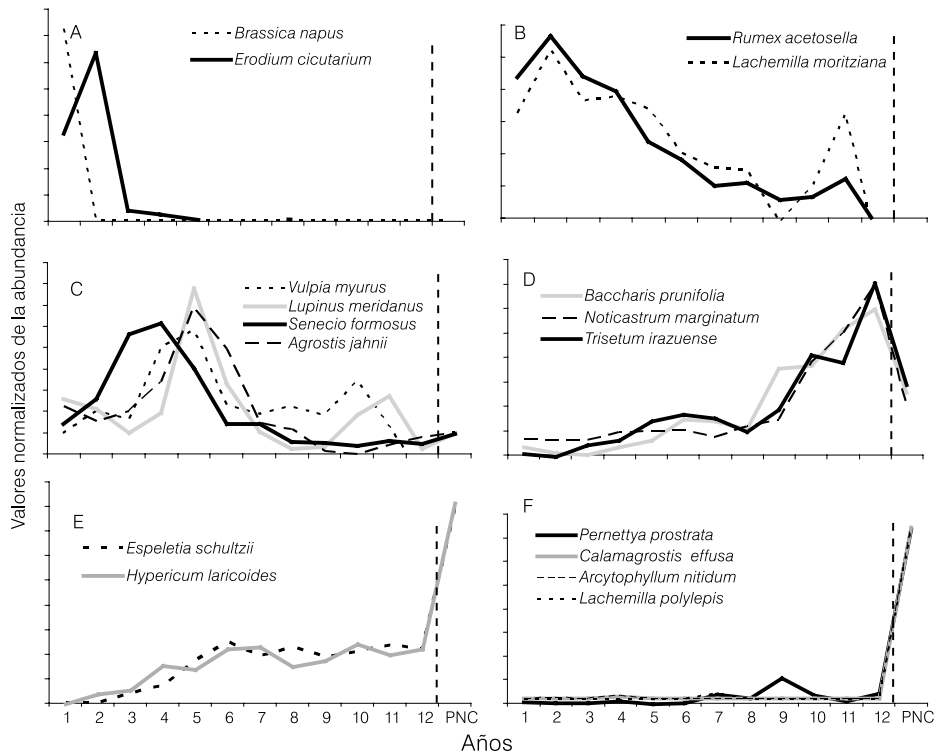 A
Brassica napus
Erodium cicutarium
B
Rumex acetosella
Lachemilla moritziana
Valores normalizados de la abundancia
C
Vulpia myurus
Lupinus meridanus
Senecio formosus
Agrostis jahnii
D
Baccharis prunifolia
Noticastrum marginatum
Trisetum irazuense
E
Espeletia schultzii
Hypericum laricoides
1 2 3 4 5 6 7 8 9 10 11 12 PNC
F
Pernettya prostrata
Calamagrostis effusa
Arcytophyllum nitidum
Lachemilla polylepis
1 2 3 4 5 6 7 8 9 10 11 12 PNC
Años